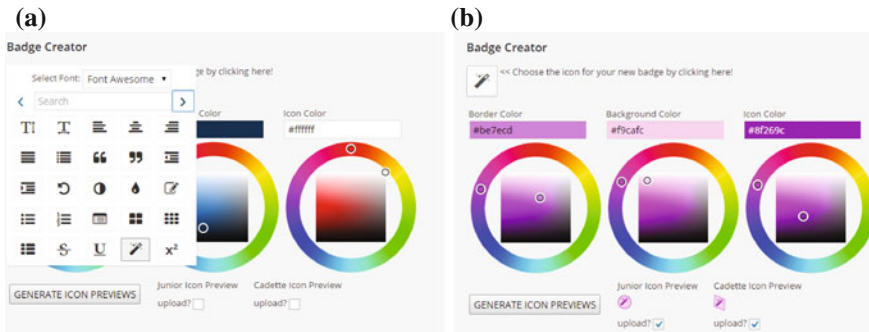 (a)
Badge Creator
Select Font: Font Awesome
ge by clicking here!
Search
Color
Icon Color
#ffffff
GENERATE ICON PREVIEWS
Junior Icon Preview
Cadette Icon Preview
upload?
upload?
(b)
Badge Creator
<< Choose the icon for your new badge by clicking here!
Border Color
Background Color
Icon Color
#be7ecd
#f9cafc
#8f269c
GENERATE ICON PREVIEWS
Junior Icon Preview
Cadette Icon Preview
upload?
upload?